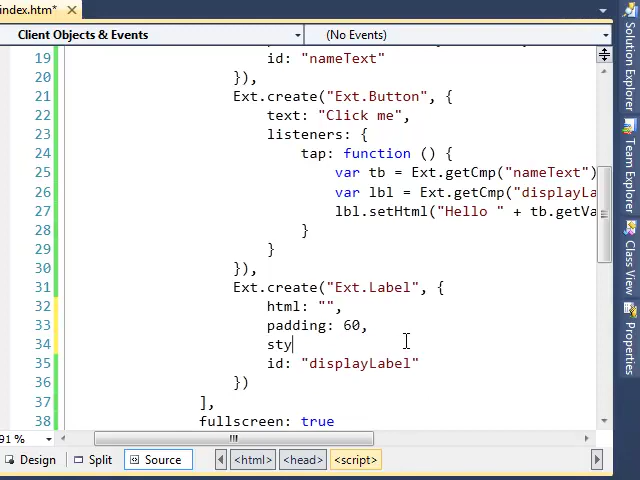 index.htm* ✕
Client Objects & Events
(No Events)
19 id: "nameText"
20 }),
21 Ext.create("Ext.Button", {
22 text: "Click me",
23 listeners: {
24 tap: function () {
25 var tb = Ext.getCmp("nameText")
26 var lbl = Ext.getCmp("displayLa
27 lbl.setHtml("Hello " + tb.getVa
28 }
29 }
30 }),
31 Ext.create("Ext.Label", {
32 html: "",
33 padding: 60,
34 sty
35 id: "displayLabel"
36 })
37 ],
38 fullscreen: true
91 %
Design
Split
Source
<html>
<head>
<script>
Solution Explorer
Team Explorer
Class View
Properties